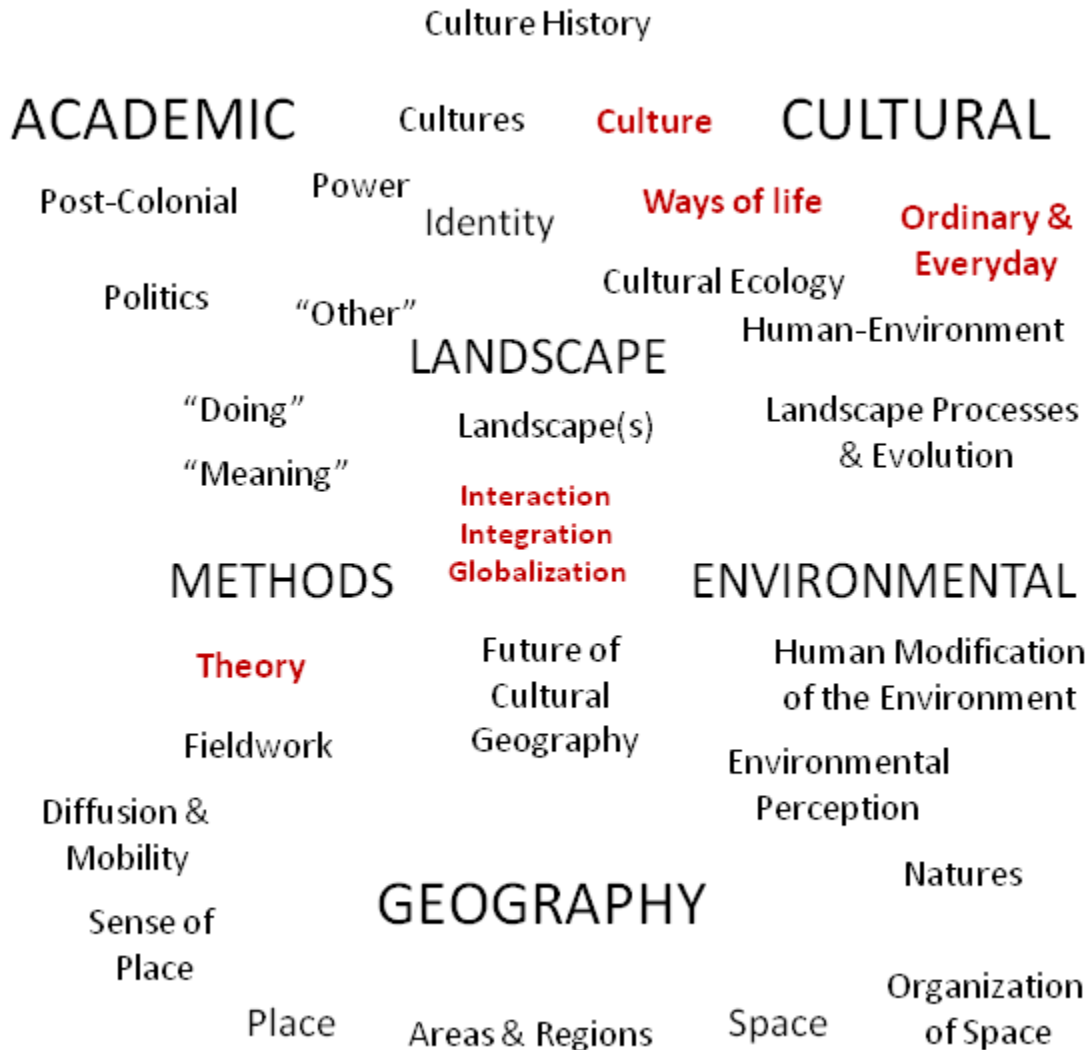 Culture History
ACADEMIC
Cultures
Culture
CULTURAL
Post-Colonial
Power
Identity
Ways of life
Ordinary &
Everyday
Politics
“Other”
Cultural Ecology
Human-Environment
LANDSCAPE
“Doing”
Landscape(s)
Landscape Processes
& Evolution
“Meaning”
Interaction
Integration
Globalization
METHODS
ENVIRONMENTAL
Theory
Future of
Cultural
Geography
Human Modification
of the Environment
Fieldwork
Environmental
Perception
Diffusion &
Mobility
Natures
GEOGRAPHY
Sense of
Place
Organization
of Space
Place
Areas & Regions
Space